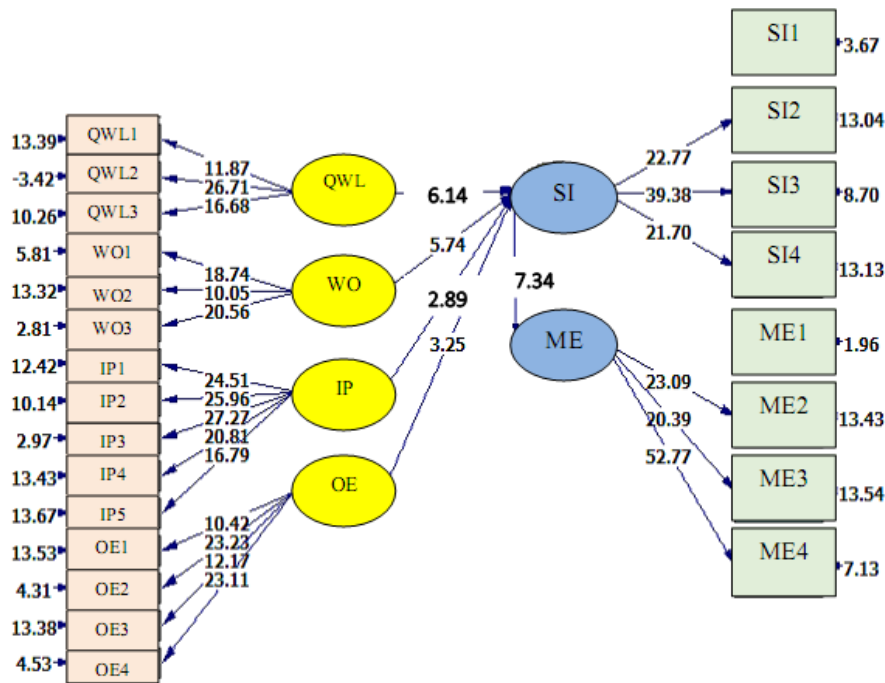 SI1
3.67
SI2
13.04
22.77
SI3
8.70
39.38
SI4
13.13
21.70
13.39
QWL1
11.87
-3.42
QWL2
26.71
10.26
QWL3
16.68
QWL
6.14
SI
5.81
WO1
18.74
13.32
WO2
10.05
2.81
WO3
20.56
WO
5.74
7.34
12.42
IP1
24.51
10.14
IP2
25.96
2.97
IP3
27.27
13.43
IP4
20.81
13.67
IP5
16.79
IP
2.89
ME
ME1
1.96
23.09
ME2
13.43
20.39
ME3
13.54
52.77
ME4
7.13
13.53
OE1
10.42
4.31
OE2
23.23
13.38
OE3
12.17
4.53
OE4
23.11
OE
3.25